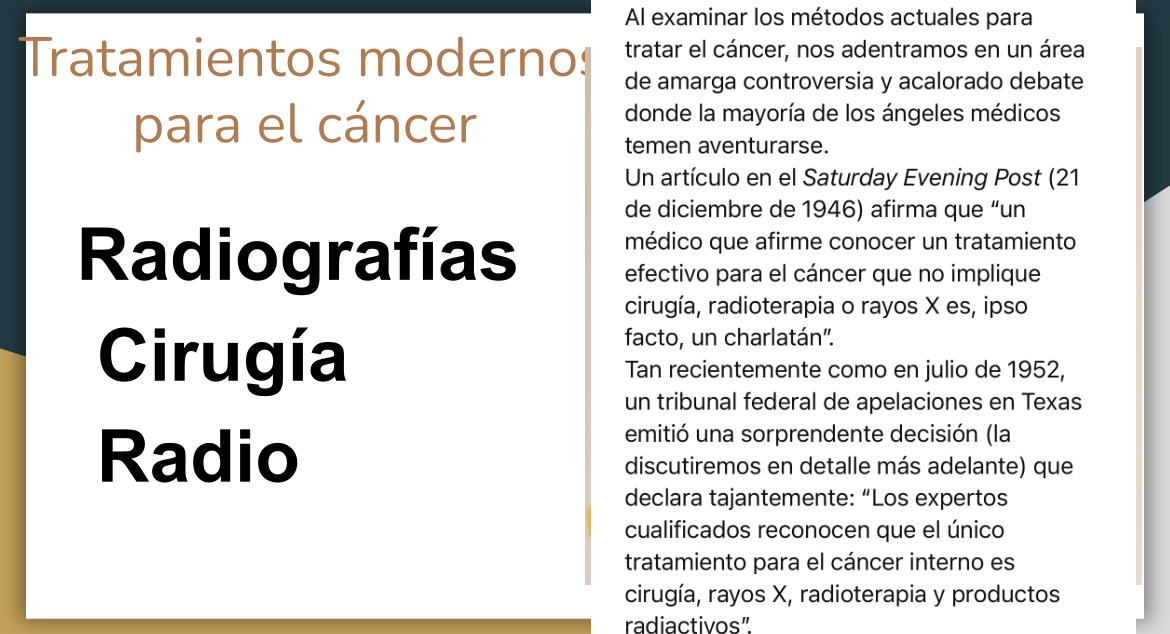 Tratamientos modernos
para el cáncer
Radiografías
Cirugía
Radio
Al examinar los métodos actuales para
tratar el cáncer, nos adentramos en un área
de amarga controversia y acalorado debate
donde la mayoría de los ángeles médicos
temen aventurarse.
Un artículo en el Saturday Evening Post (21
de diciembre de 1946) afirma que “un
médico que afirme conocer un tratamiento
efectivo para el cáncer que no implique
cirugía, radioterapia o rayos X es, ipso
facto, un charlatán”.
Tan recientemente como en julio de 1952,
un tribunal federal de apelaciones en Texas
emitió una sorprendente decisión (la
discutiremos en detalle más adelante) que
declara tajantemente: “Los expertos
cualificados reconocen que el único
tratamiento para el cáncer interno es
cirugía, rayos X, radioterapia y productos
radiactivos”.